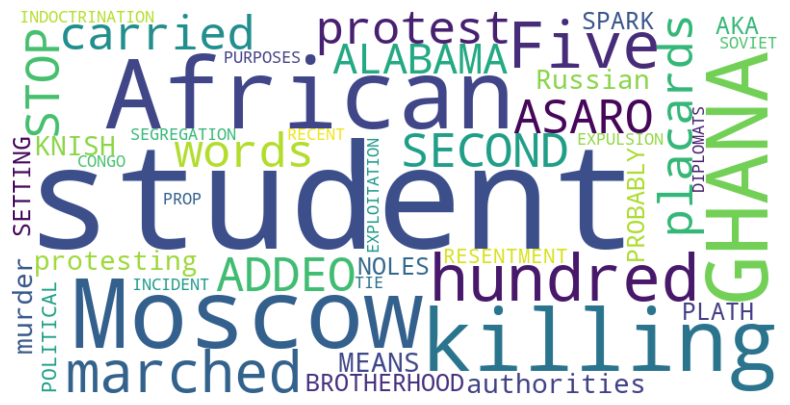 INDOCTRINATION
carried
protest
SPARK
AKA
SOVIET
PURPOSES
ALABAMA
Five
STOP
African
Russian
placards
GHANA
ASARO
SEGREGATION
RECENT
EXPULSION
DIPLOMATS
KNISH
CONGO
words
SECOND
SETTING
student
PROP
EXPLOITATION
PROBABLY
protesting
ADDEO
NOLES
RESENTMENT
hundred
murder
INCIDENT
TIE
POLITICAL
Moscow
killing
PLATH
marched
MEANS
BROTHERHOOD
authorities